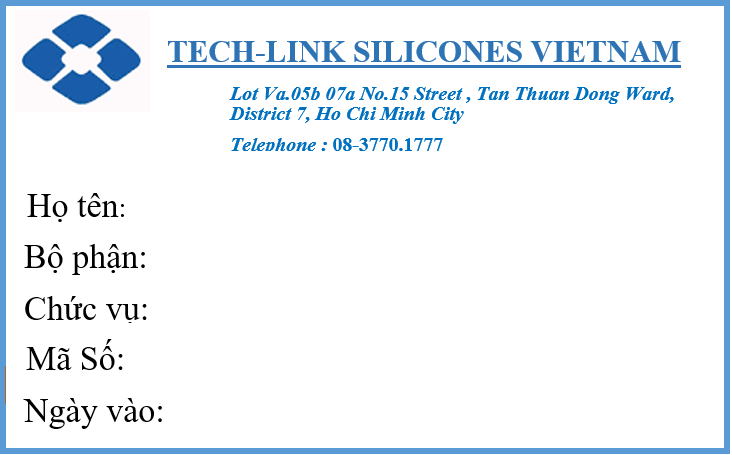 TECH-LINK SILICONES VIETNAM
Lot Va.05b 07a No.15 Street , Tan Thuan Dong Ward,
District 7, Ho Chi Minh City
Telephone : 08-3770.1777
Họ tên:
Bộ phận:
Chức vụ:
Mã Số:
Ngày vào: